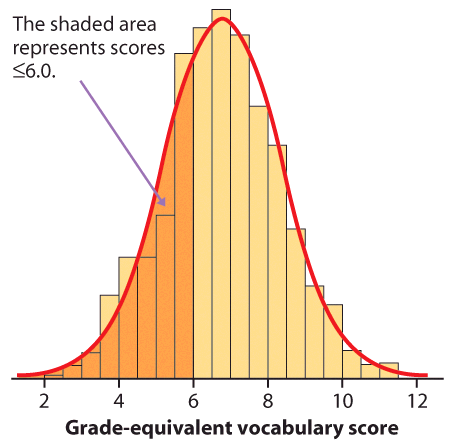 The shaded area
represents scores
≤6.0.
2 4 6 8 10 12
Grade-equivalent vocabulary score